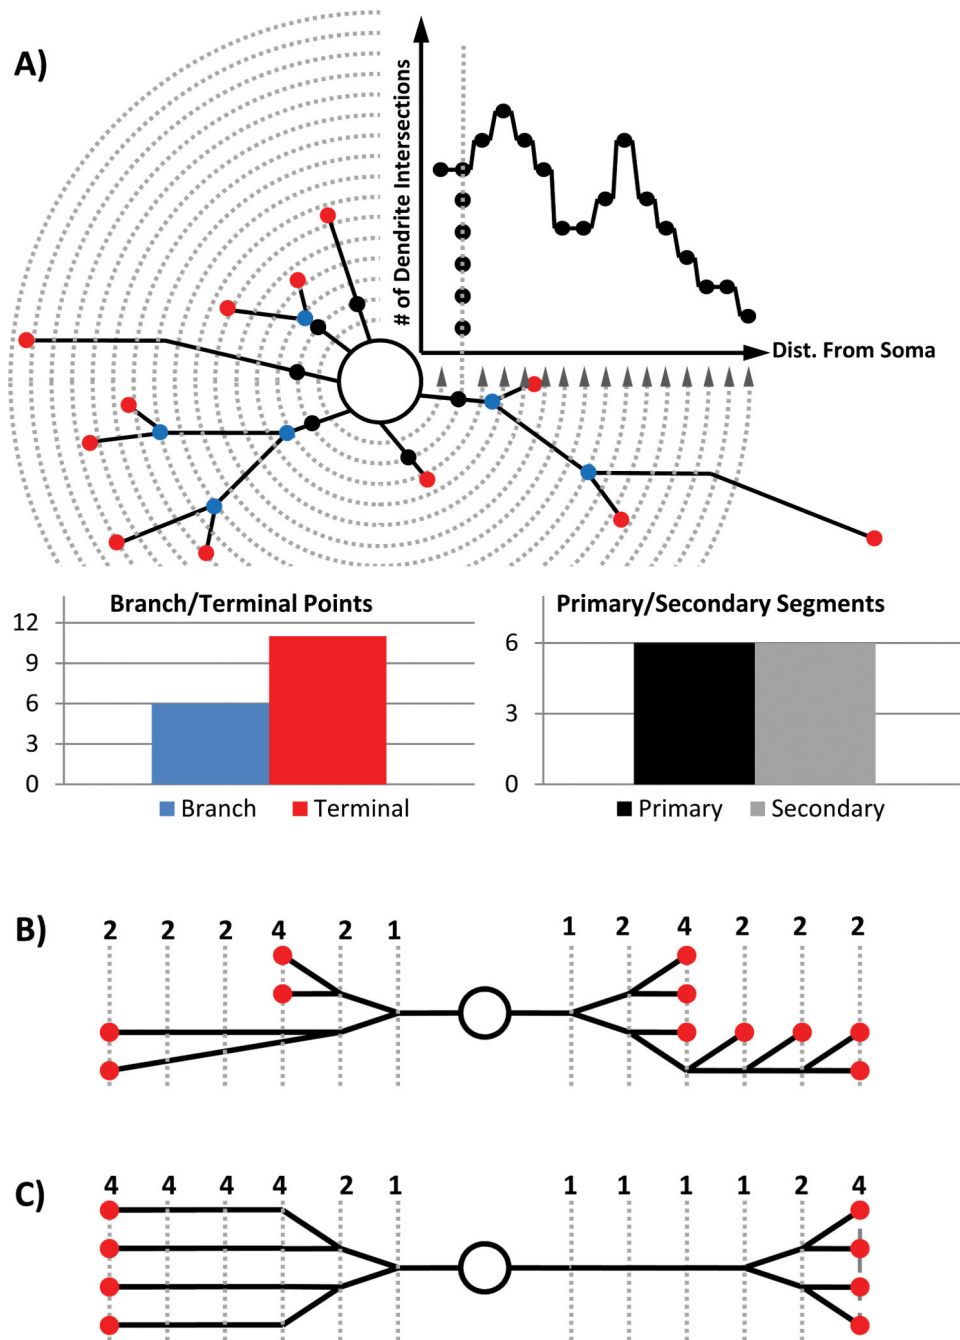 A)
# of Dendrite Intersections
Dist. From Soma
Branch/Terminal Points
12
9
6
3
0
Branch Terminal
Primary/Secondary Segments
6
3
0
Primary Secondary
B)
2 2 2 4 2 1 1 2 4 2 2 2
C)
4 4 4 4 2 1 1 1 1 1 2 4